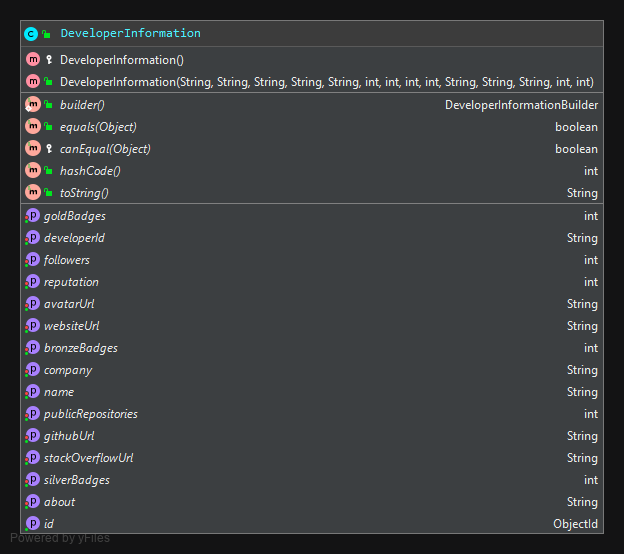 C DeveloperInformation
m DeveloperInformation()
m DeveloperInformation(String, String, String, String, String, int, int, int, int, String, String, String, int, int)
m builder() DeveloperInformationBuilder
m equals(Object) boolean
m canEqual(Object) boolean
m hashCode() int
m toString() String
p goldBadges int
p developerId String
p followers int
p reputation int
p avatarUrl String
p websiteUrl String
p bronzeBadges int
p company String
p name String
p publicRepositories int
p githubUrl String
p stackOverflowUrl String
p silverBadges int
p about String
p id ObjectId
Powered by yFiles